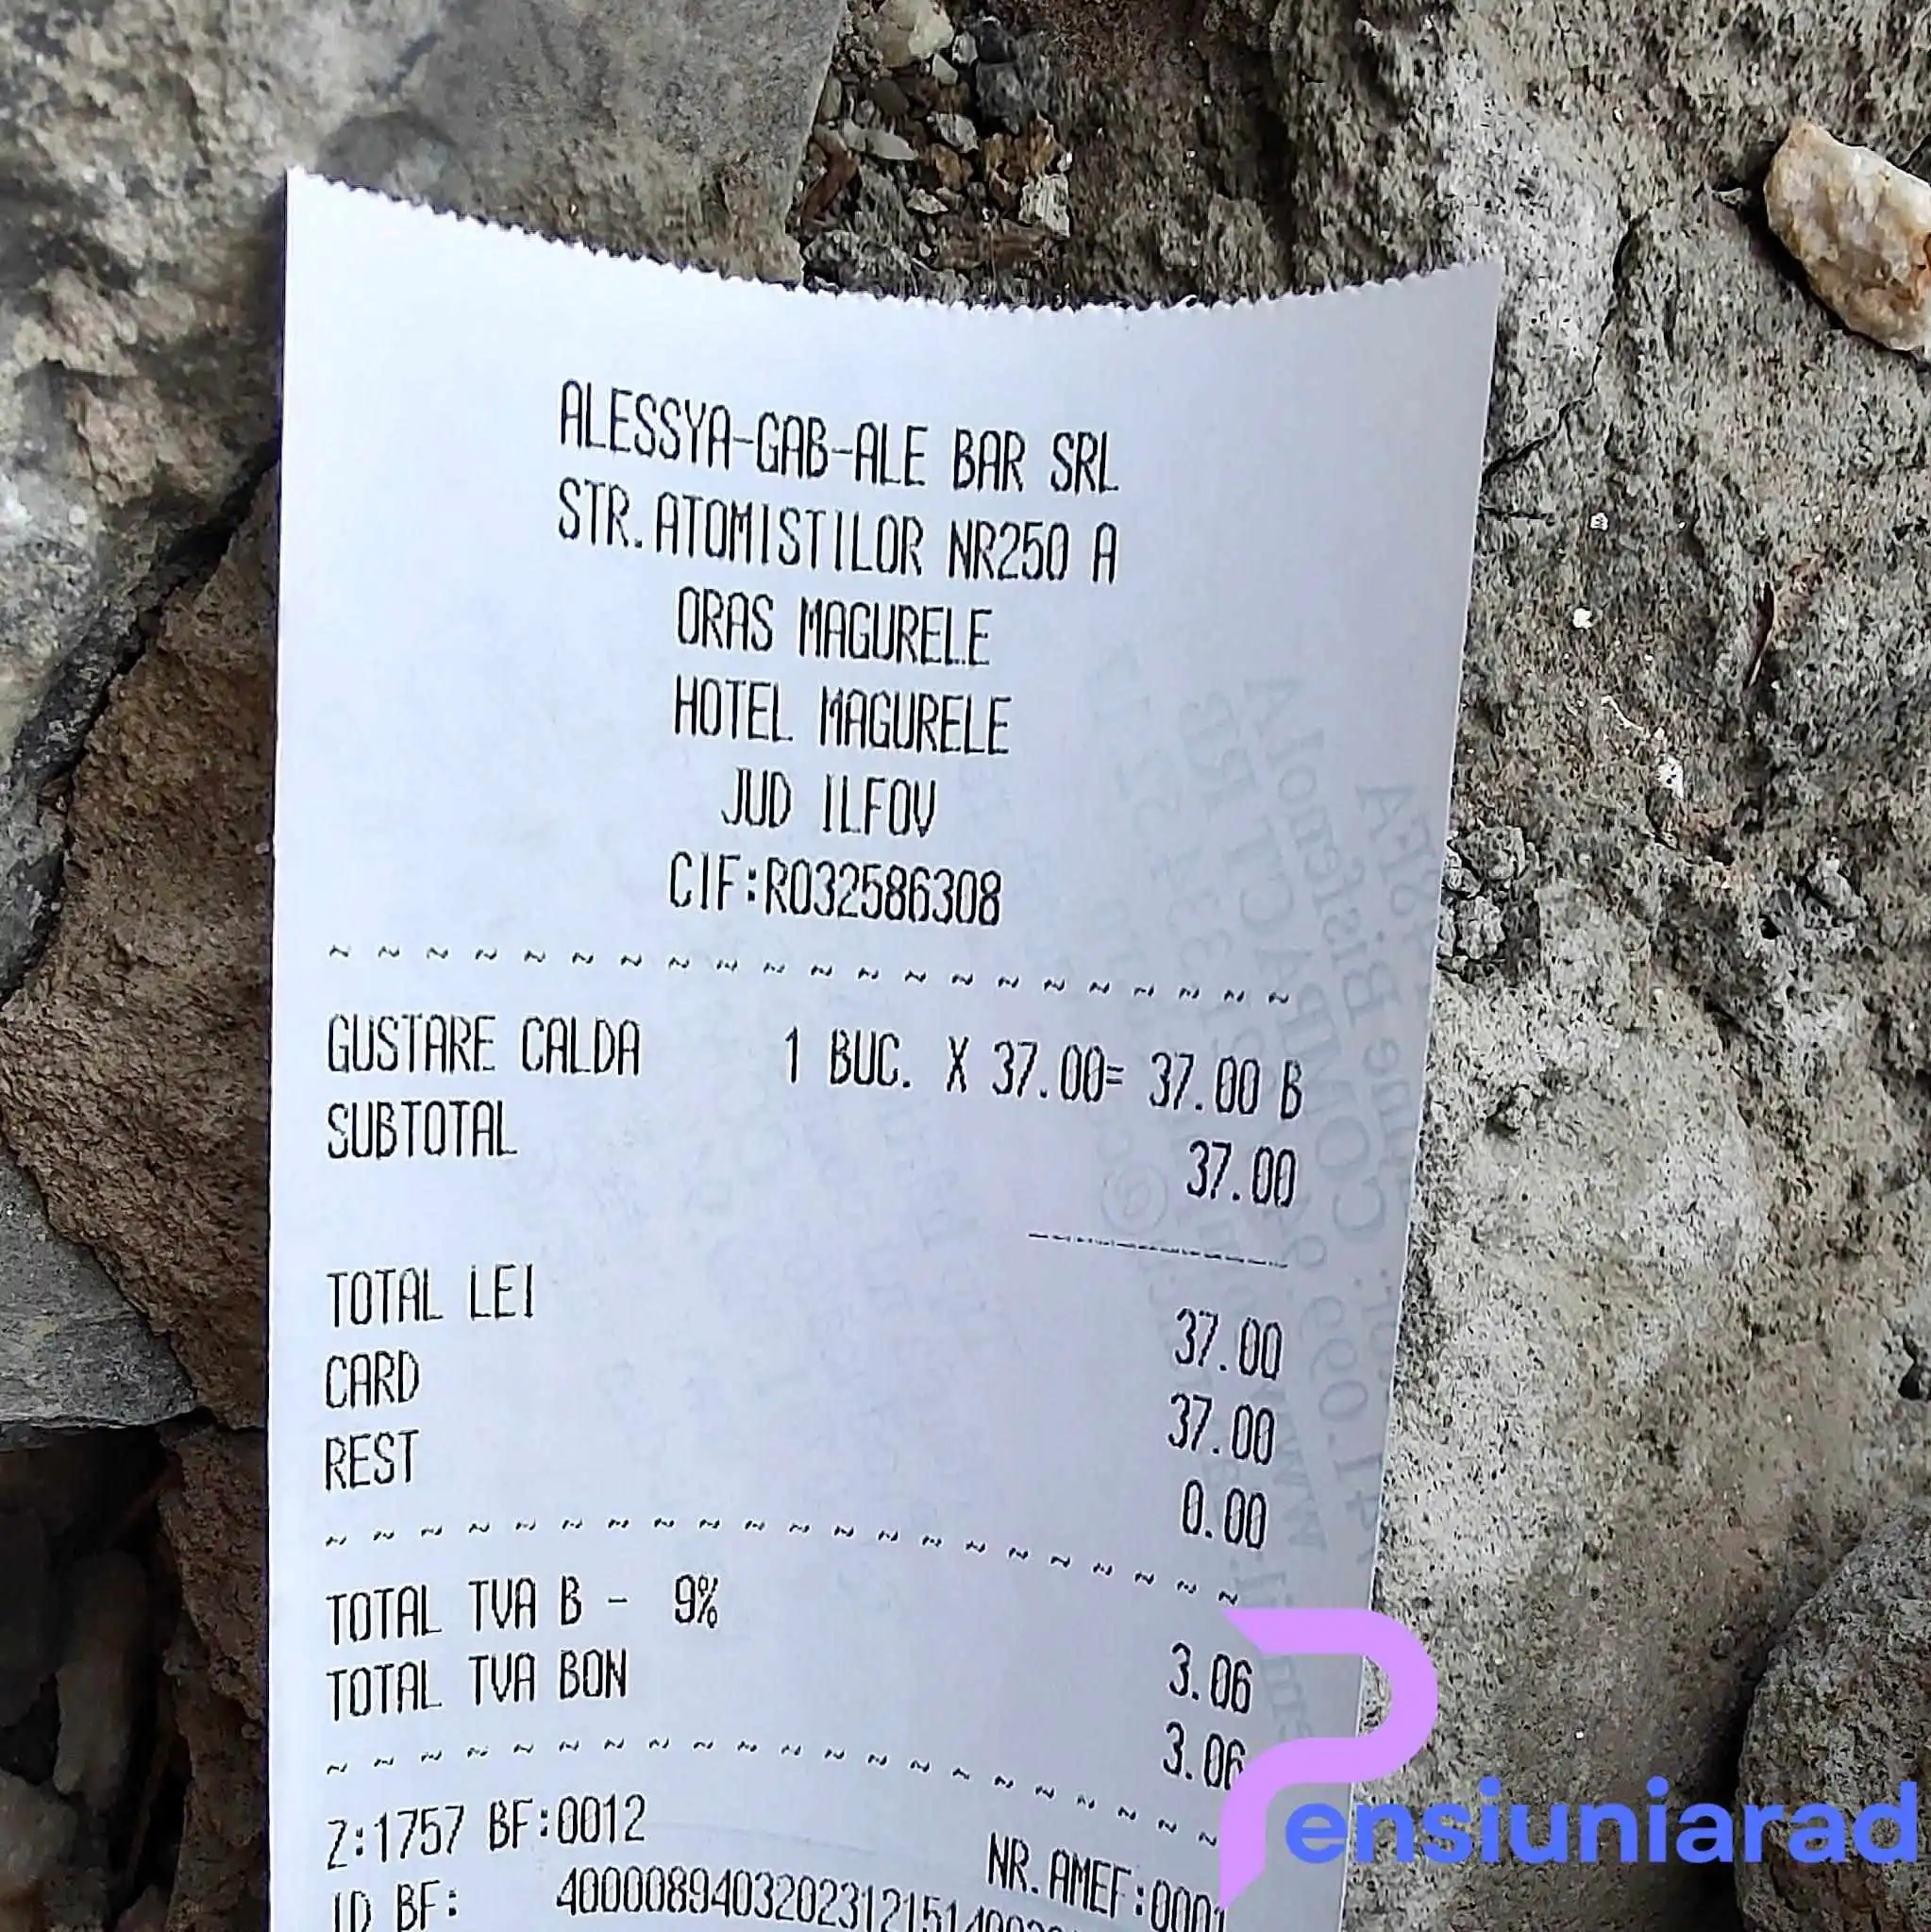 ALESSYA-GAB-ALE BAR SRL
STR.ATOMISTILOR NR250 A
ORAS MAGURELE
HOTEL MAGURELE
JUD ILFOV
CIF:RO32586308
~ ~ ~ ~ ~ ~ ~ ~ ~ ~ ~ ~ ~ ~ ~ ~ ~ ~ ~ ~ ~
GUSTARE CALDA 1 BUC. X 37.00= 37.00 B
SUBTOTAL 37.00
TOTAL LEI 37.00
CARD 37.00
REST 0.00
~ ~ ~ ~ ~ ~ ~ ~ ~ ~ ~ ~ ~ ~ ~ ~ ~ ~ ~ ~ ~
TOTAL TVA B - 9% 3.06
TOTAL TVA BON 3.06
~ ~ ~ ~ ~ ~ ~ ~ ~ ~ ~ ~ ~ ~ ~ ~ ~ ~ ~ ~ ~
Z:1757 BF:0012 NR.AMEF:0001
ID BF:
Pensiuniarad